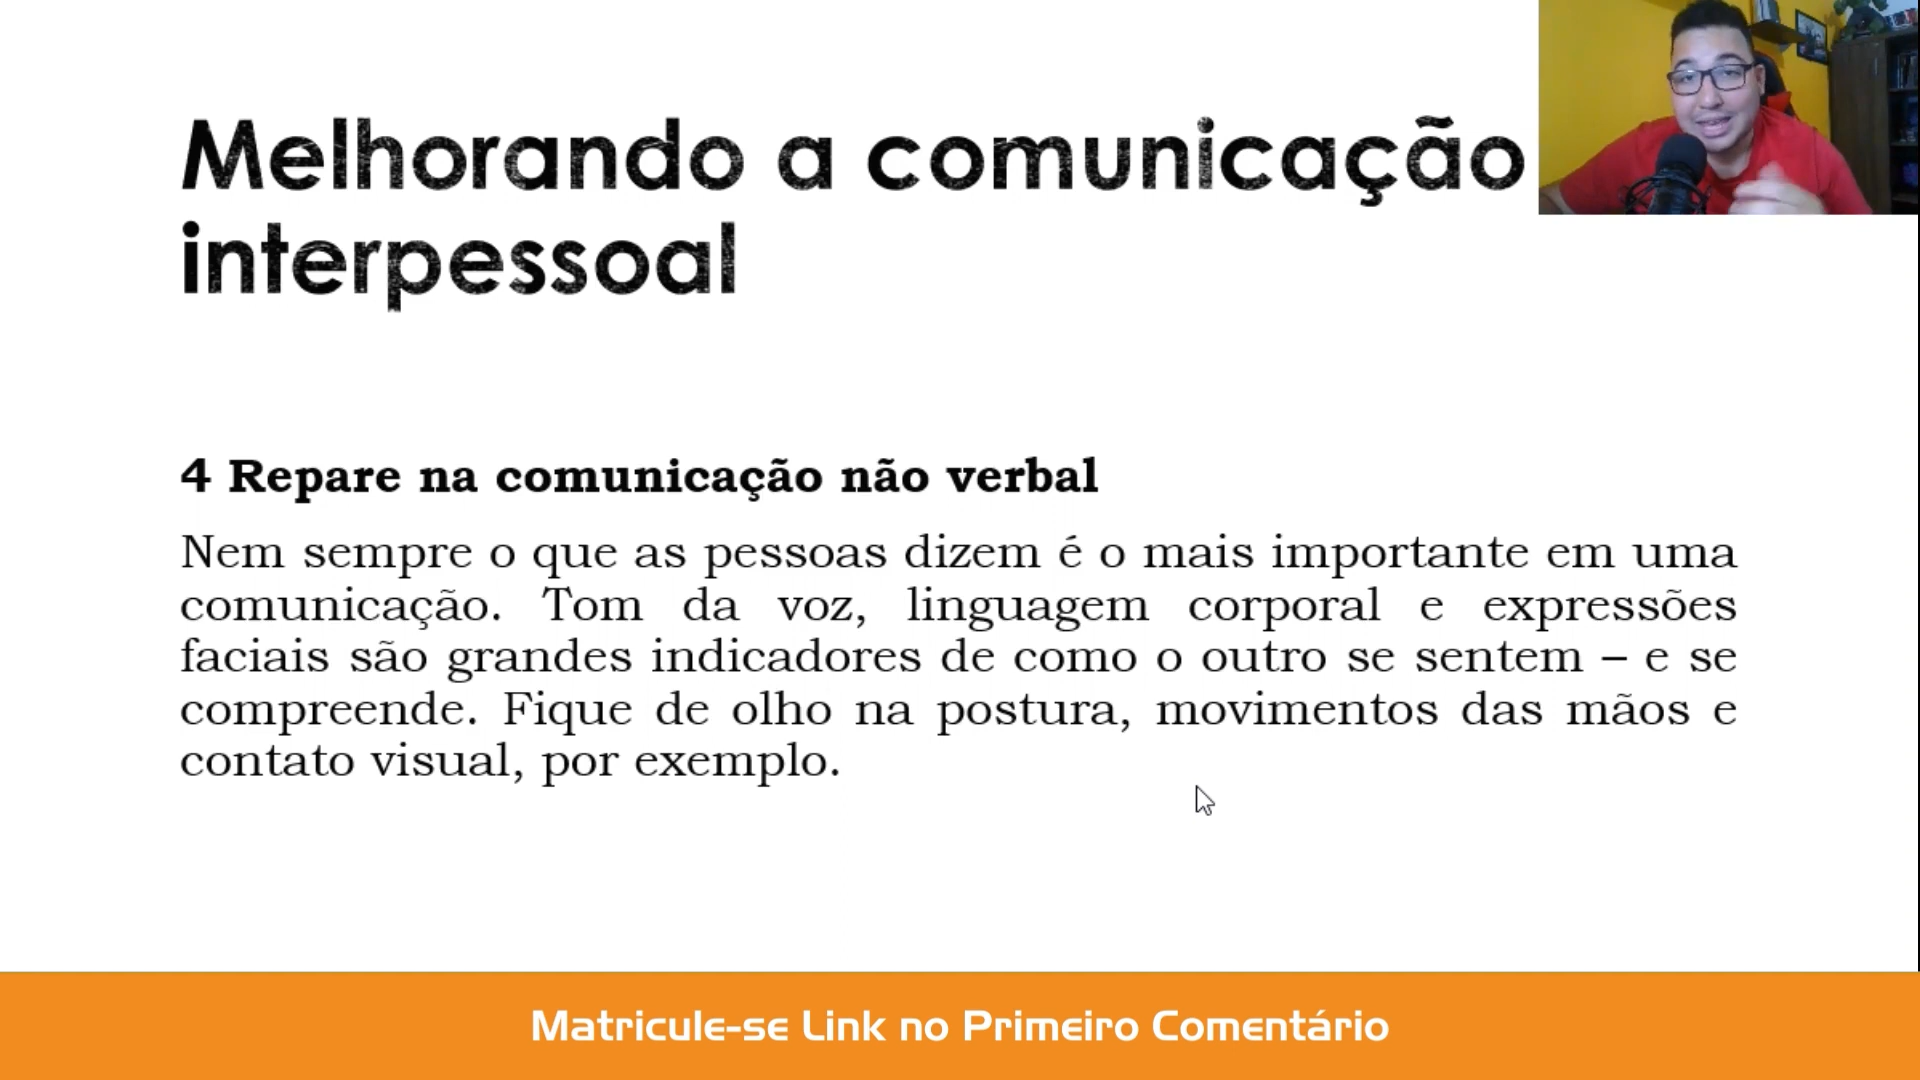 Melhorando a comunicação
interpessoal
4 Repare na comunicação não verbal
Nem sempre o que as pessoas dizem é o mais importante em uma
comunicação. Tom da voz, linguagem corporal e expressões
faciais são grandes indicadores de como o outro se sentem – e se
compreende. Fique de olho na postura, movimentos das mãos e
contato visual, por exemplo.
Matricule-se Link no Primeiro Comentário